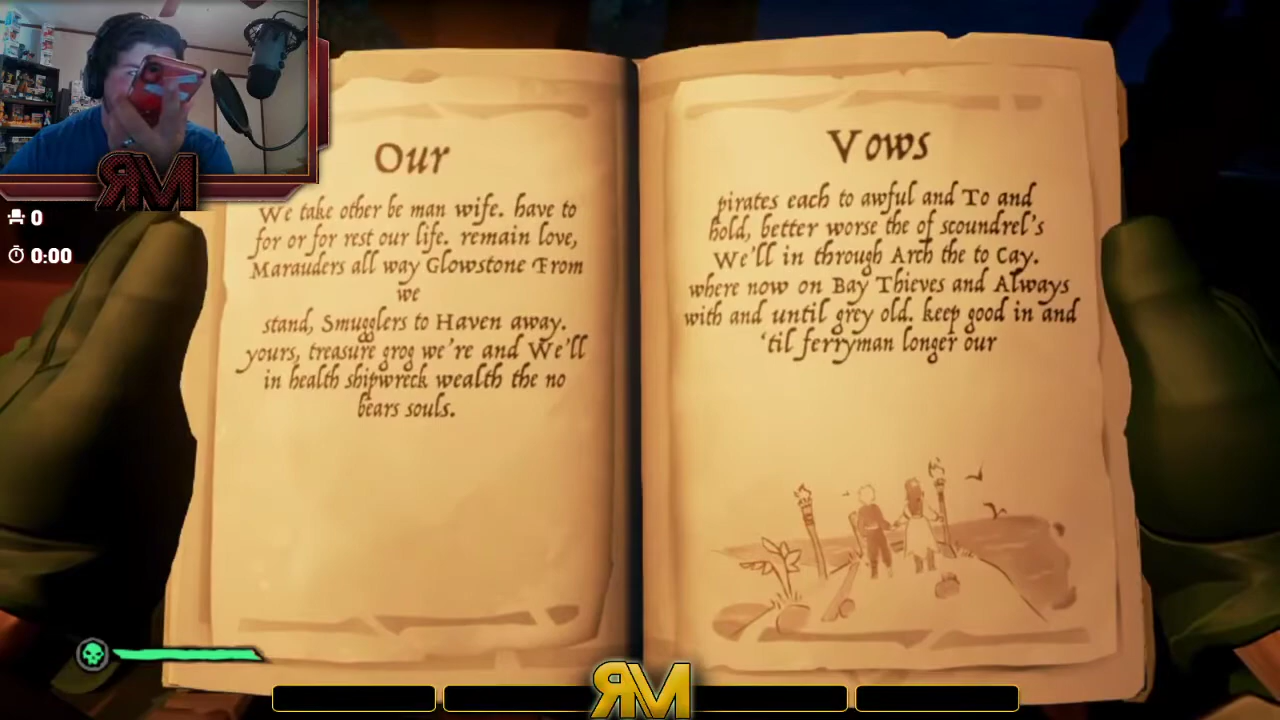 ЯM
0
0:00
Our
We take other be man wife. have to
for or for rest our life. remain love,
Marauders all way Glowstone From
we
stand, Smugglers to Haven away.
yours, treasure grog we're and We'll
in health shipwreck wealth the no
bears souls.
Vows
pirates each to awful and To and
hold, better worse the of scoundrel's
We'll in through Arch the to Cay.
where now on Bay Thieves and Always
with and until grey old. keep good in and
'til ferryman longer our
ЯM